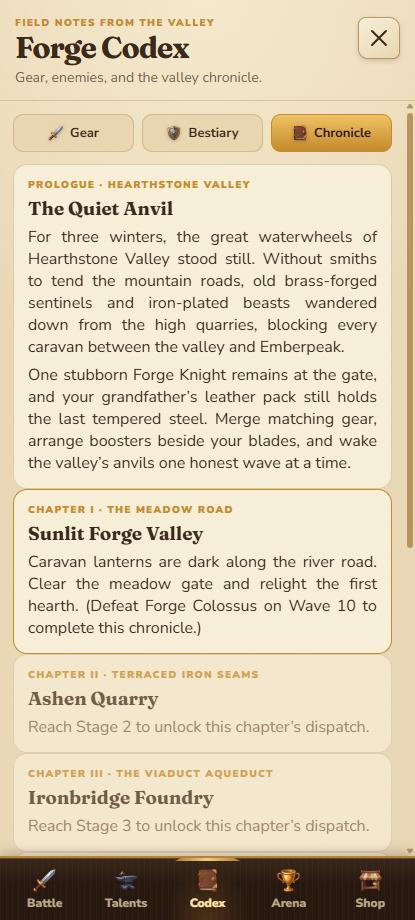 FIELD NOTES FROM THE VALLEY
Forge Codex
Gear, enemies, and the valley chronicle.
Gear
Bestiary
Chronicle
PROLOGUE · HEARTHSTONE VALLEY
The Quiet Anvil
For three winters, the great waterwheels of
Hearthstone Valley stood still. Without smiths
to tend the mountain roads, old brass-forged
sentinels and iron-plated beasts wandered
down from the high quarries, blocking every
caravan between the valley and Emberpeak.
One stubborn Forge Knight remains at the gate,
and your grandfather’s leather pack still holds
the last tempered steel. Merge matching gear,
arrange boosters beside your blades, and wake
the valley’s anvils one honest wave at a time.
CHAPTER I · THE MEADOW ROAD
Sunlit Forge Valley
Caravan lanterns are dark along the river road.
Clear the meadow gate and relight the first
hearth. (Defeat Forge Colossus on Wave 10 to
complete this chronicle.)
CHAPTER II · TERRACED IRON SEAMS
Ashen Quarry
Reach Stage 2 to unlock this chapter’s dispatch.
CHAPTER III · THE VIADUCT AQUEDUCT
Ironbridge Foundry
Reach Stage 3 to unlock this chapter’s dispatch.
Battle
Talents
Codex
Arena
Shop